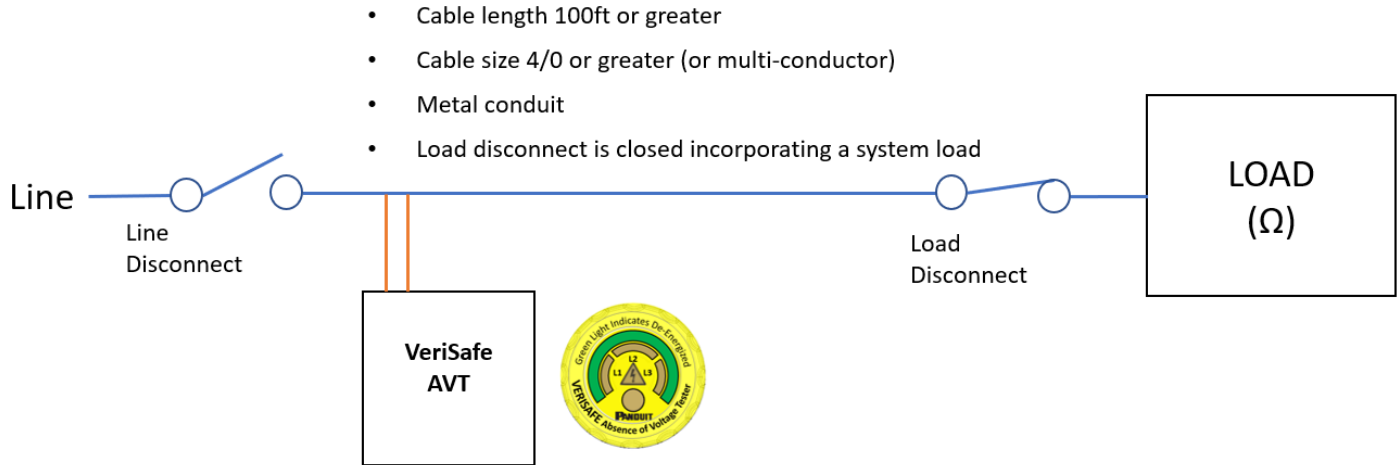 • Cable length 100ft or greater
• Cable size 4/0 or greater (or multi-conductor)
• Metal conduit
• Load disconnect is closed incorporating a system load
Line
Line
Disconnect
Load
Disconnect
LOAD
(Ω)
VeriSafe
AVT
Green Light Indicates De-Energized
L2
L1 L3
PANDUIT
VERISAFE Absence of Voltage Tester